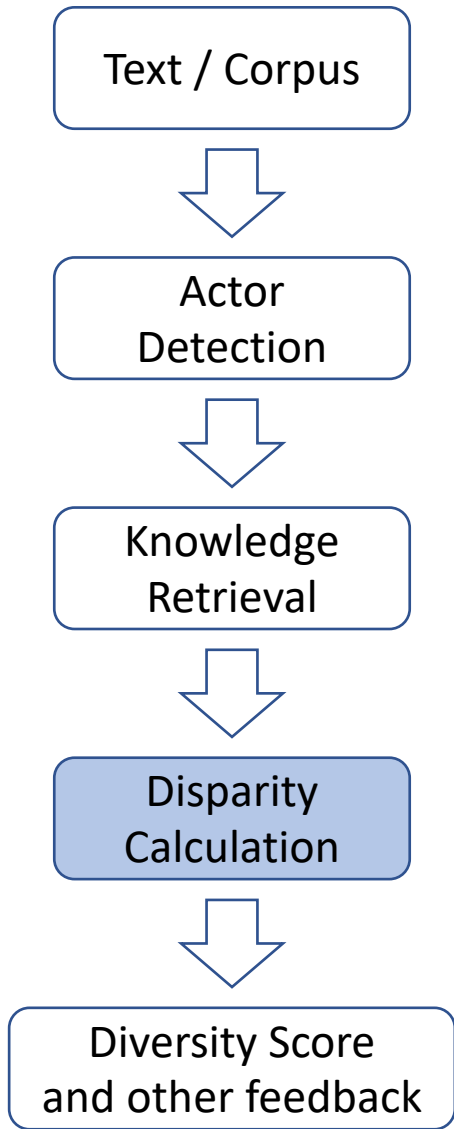 Text / Corpus
Actor
Detection
Knowledge
Retrieval
Disparity
Calculation
Diversity Score
and other feedback